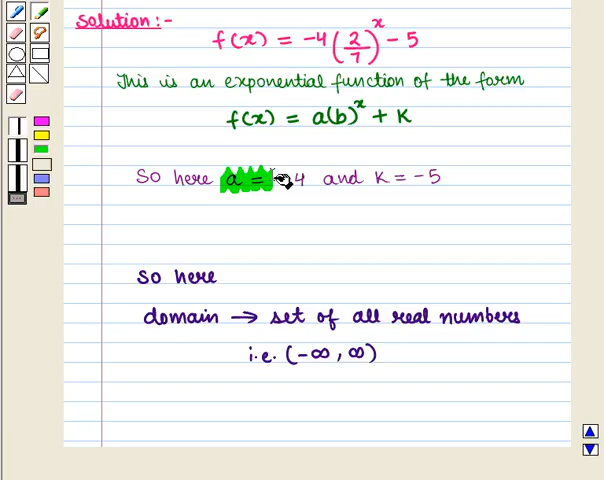 Solution:-
f(x) = -4(2/7)^x - 5
This is an exponential function of the form
f(x) = a(b)^x + K
So here a = -4 and K = -5
So here
domain → set of all real numbers
i.e. (-∞, ∞)